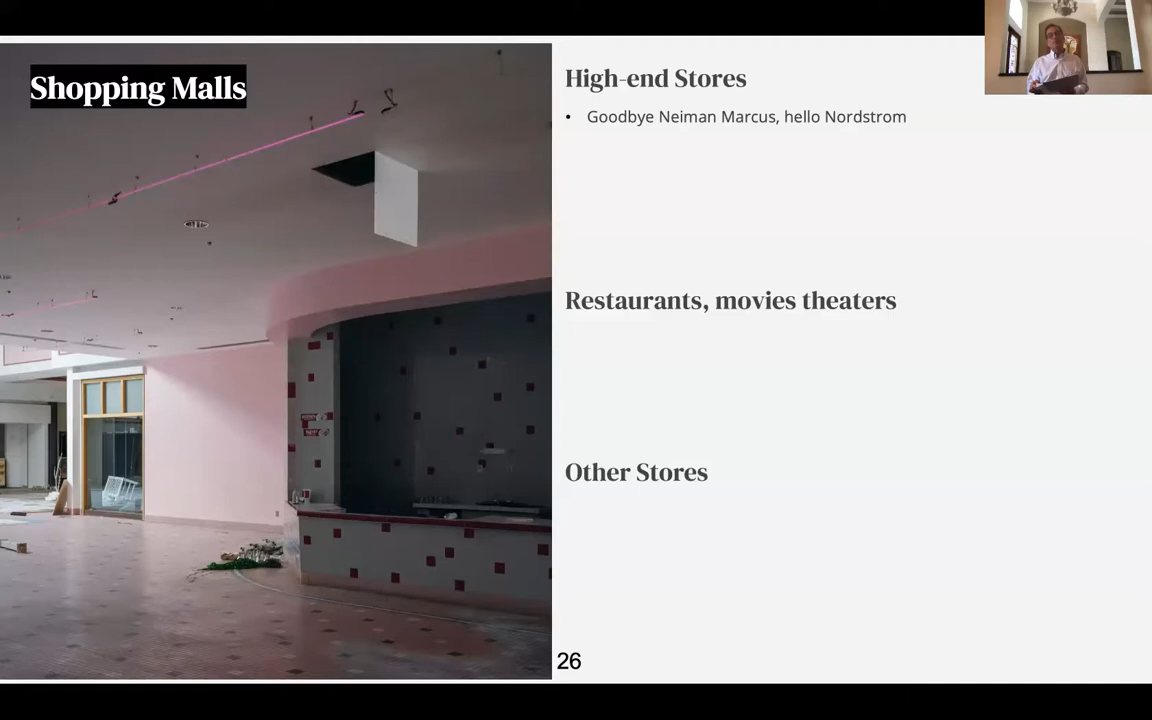 Shopping Malls
High-end Stores
• Goodbye Neiman Marcus, hello Nordstrom
Restaurants, movies theaters
Other Stores
26